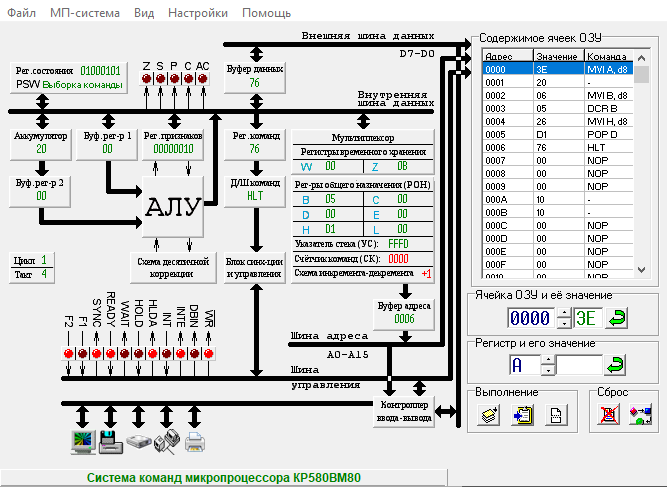 Файл МП-система Вид Настройки Помощь
Внешняя шина данных
D7-D0
Рег.состояния 01000101
PSW Выборка команды
Z S P C AC
Буфер данных
76
Внутренняя
шина данных
Аккумулятор
20
Буф.рег-р 1
00
Рег.признаков
00000010
Рег.команд
76
Мультиплексор
Регистры временного хранения
W 00 Z 0B
Буф.рег-р 2
00
АЛУ
Д/Ш команд
HLT
Рег-ры общего назначения (РОН)
B 05 C 00
D 00 E 00
H D1 L 00
Указатель стека (УС): FFFD
Счётчик команд (СК): 0000
Схема инкремента-декремента +1
Цикл 1
Такт 4
Схема десятичной
коррекции
Блок синх-ции
и управления
Буфер адреса
0006
F2 F1 SYNC READY WAIT HOLD HLDA INT INTE DBIN WR
Шина адреса
A0-A15
Шина
управления
Контроллер
ввода-вывода
Содержимое ячеек ОЗУ
Адрес Значение Команда
0000 3E MVI A, d8
0001 20 -
0002 06 MVI B, d8
0003 05 DCR B
0004 26 MVI H, d8
0005 D1 POP D
0006 76 HLT
0007 00 NOP
0008 00 NOP
0009 00 NOP
000A 10 -
000B 10 -
000C 00 NOP
000D 00 NOP
000E 00 NOP
000F 00 NOP
0010 00 NOP
Ячейка ОЗУ и её значение
0000 3E
Регистр и его значение
A
Выполнение
Сброс
Система команд микропроцессора КР580ВМ80